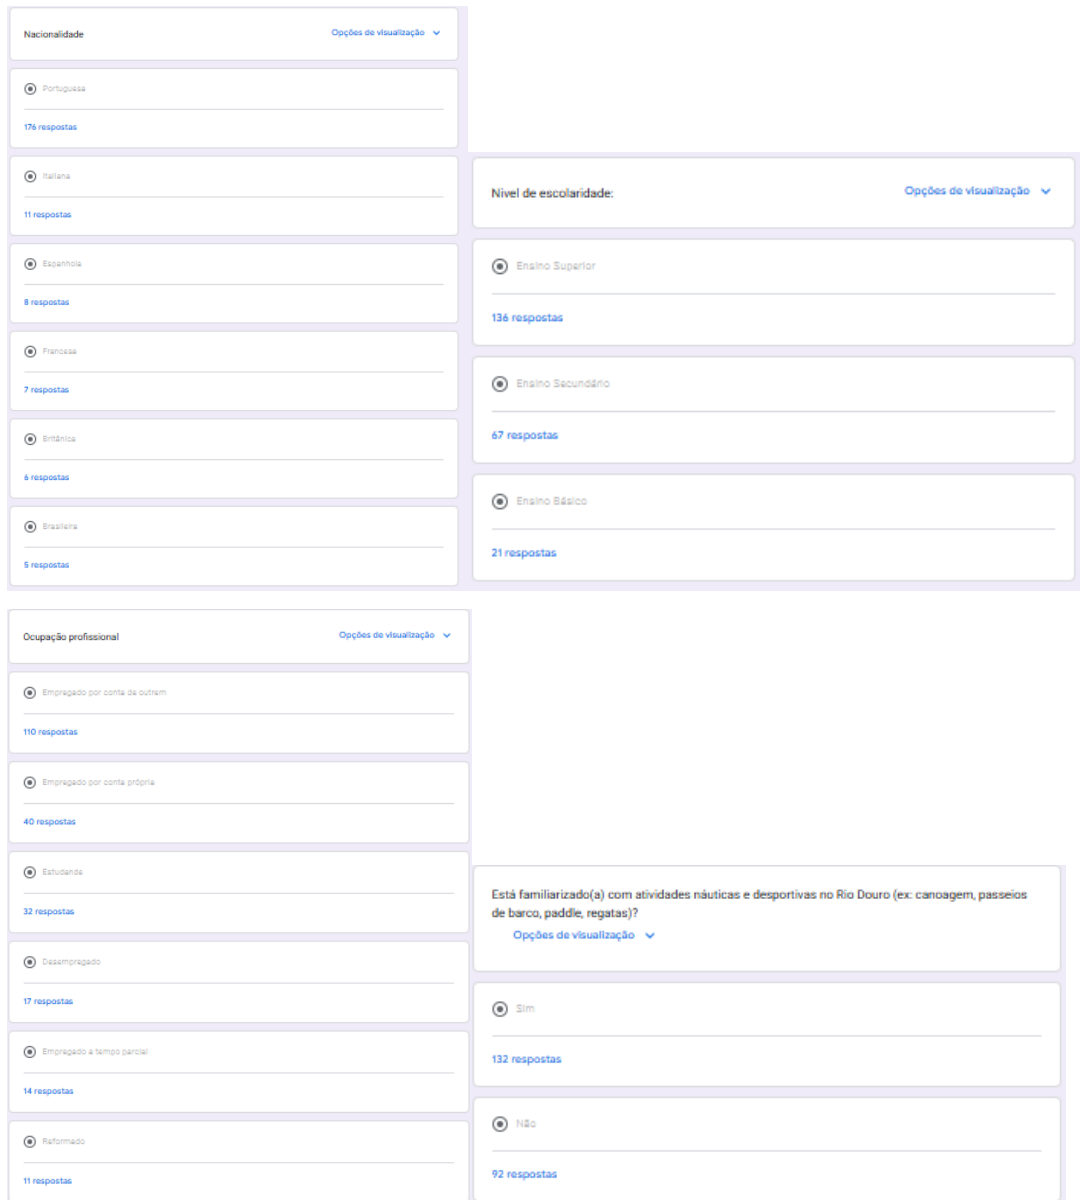 Nacionalidade
Opções de visualização
Portuguesa
176 respostas
Italiana
11 respostas
Espanhola
8 respostas
Francesa
7 respostas
Britânica
6 respostas
Brasileira
5 respostas
Nível de escolaridade:
Opções de visualização
Ensino Superior
136 respostas
Ensino Secundário
67 respostas
Ensino Básico
21 respostas
Ocupação profissional
Opções de visualização
Empregado por conta de outrem
110 respostas
Empregado por conta própria
40 respostas
Estudande
32 respostas
Desempregado
17 respostas
Empregado a tempo parcial
14 respostas
Reformado
11 respostas
Está familiarizado(a) com atividades náuticas e desportivas no Rio Douro (ex: canoagem, passeios
de barco, paddle, regatas)?
Opções de visualização
Sim
132 respostas
Não
92 respostas